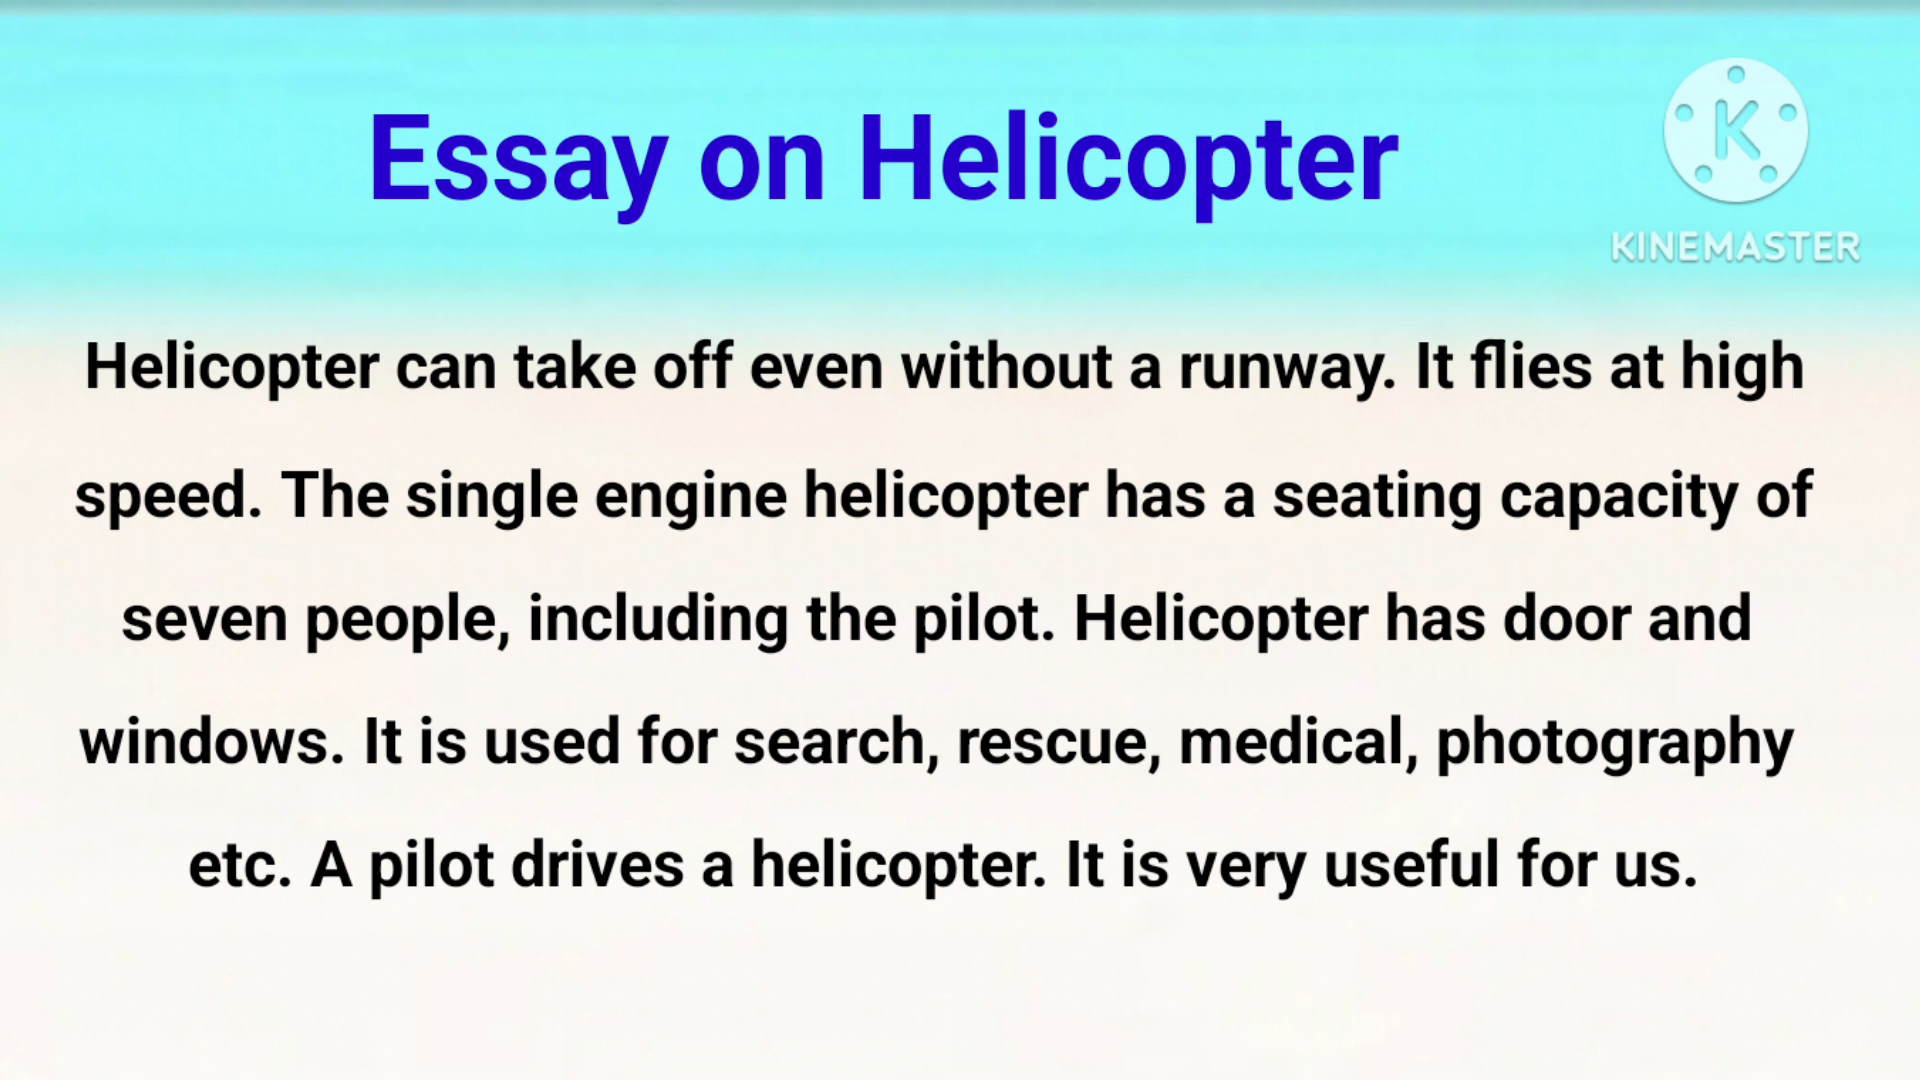 Essay on Helicopter
K
KINEMASTER
Helicopter can take off even without a runway. It flies at high
speed. The single engine helicopter has a seating capacity of
seven people, including the pilot. Helicopter has door and
windows. It is used for search, rescue, medical, photography
etc. A pilot drives a helicopter. It is very useful for us.